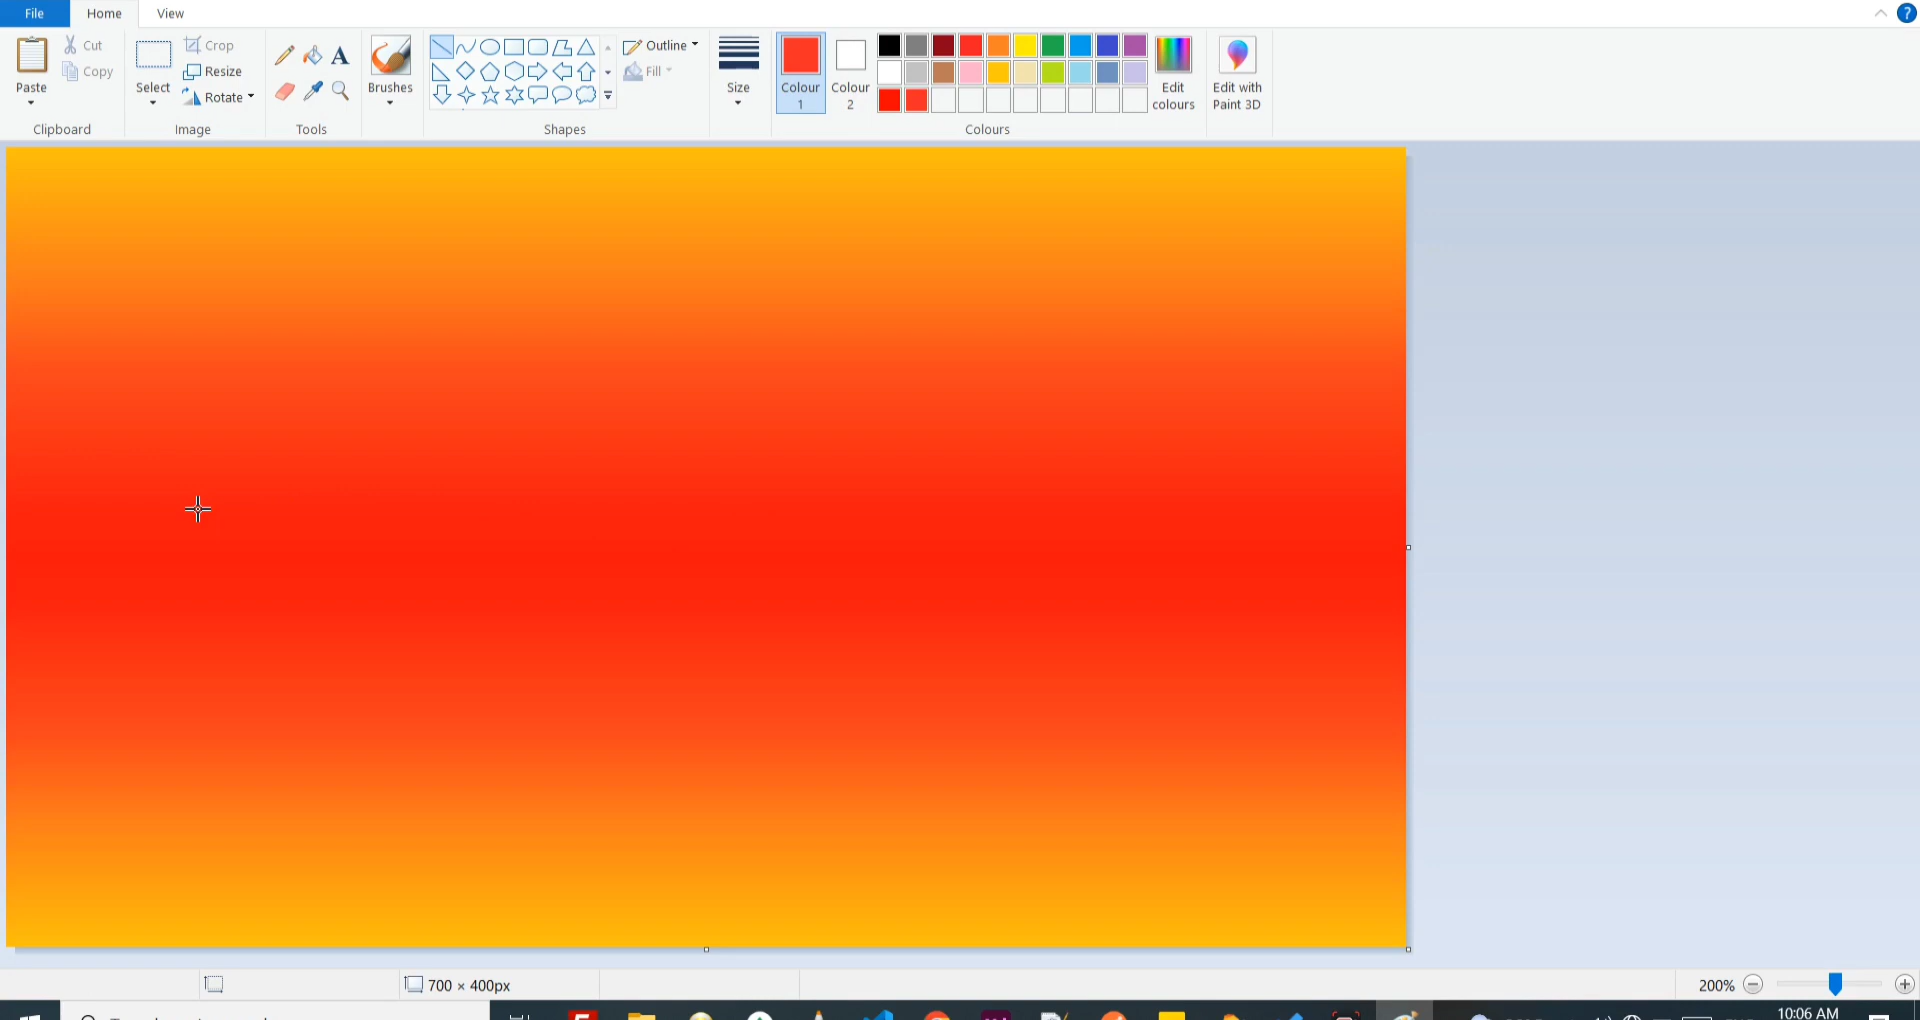 File Home View
Paste
Cut
Copy
Clipboard
Select
Crop
Resize
Rotate
Image
Tools
Brushes
Shapes
Outline
Fill
Size
Colour
1
Colour
2
Colours
Edit
colours
Edit with
Paint 3D
700 × 400px
200%
10:06 AM